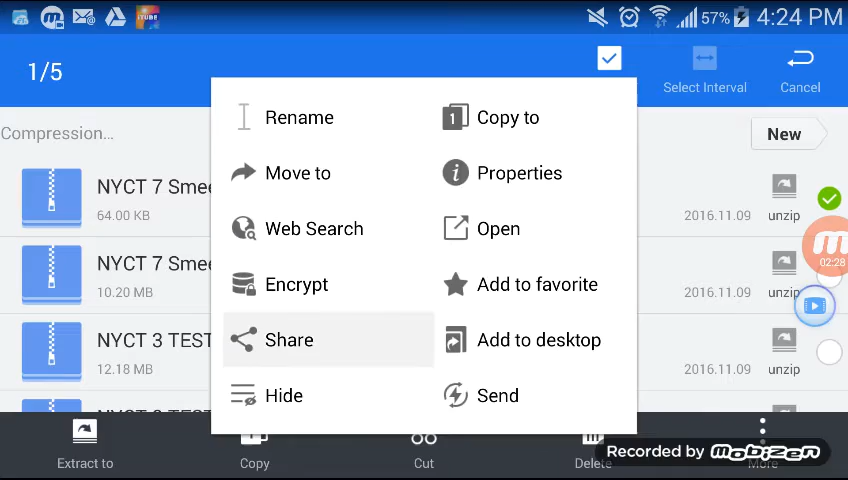 iTUBE
57%
4:24 PM
1/5
Select Interval
Cancel
Compression...
New
Rename
1
Copy to
Move to
Properties
Web Search
Open
Encrypt
Add to favorite
Share
Add to desktop
Hide
Send
NYCT 7 Smee
64.00 KB
2016.11.09
unzip
NYCT 7 Smee
10.20 MB
2016.11.09
unzip
02:28
NYCT 3 TEST
12.18 MB
2016.11.09
unzip
Extract to
Copy
Cut
Delete
More
Recorded by
mobizen